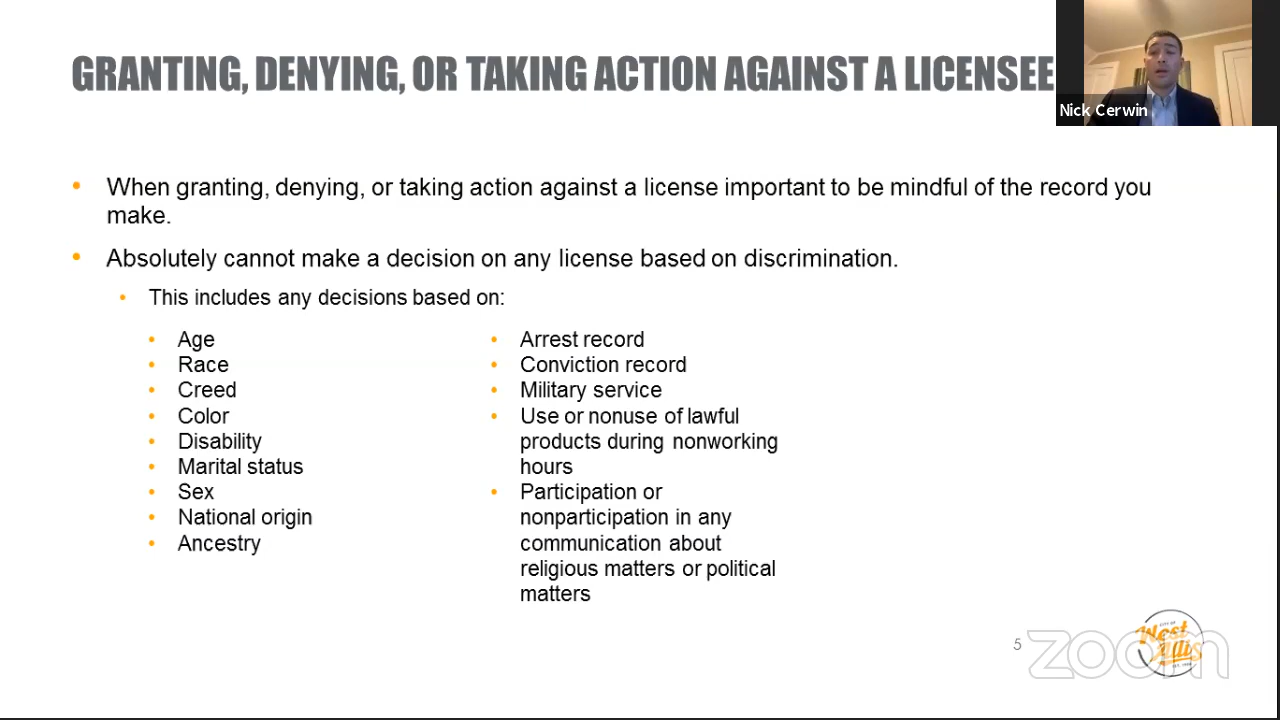 GRANTING, DENYING, OR TAKING ACTION AGAINST A LICENSEE
Nick Cerwin
• When granting, denying, or taking action against a license important to be mindful of the record you
make.
• Absolutely cannot make a decision on any license based on discrimination.
• This includes any decisions based on:
• Age
• Race
• Creed
• Color
• Disability
• Marital status
• Sex
• National origin
• Ancestry
• Arrest record
• Conviction record
• Military service
• Use or nonuse of lawful
products during nonworking
hours
• Participation or
nonparticipation in any
communication about
religious matters or political
matters
5
zoom
CITY OF
West
Allis